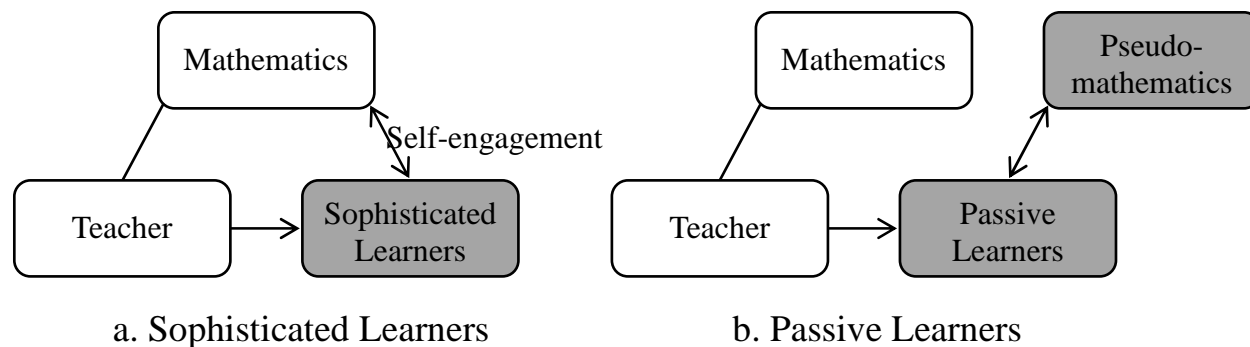 Mathematics
Self-engagement
Teacher
Sophisticated
Learners
a. Sophisticated Learners
Mathematics
Pseudo-
mathematics
Teacher
Passive
Learners
b. Passive Learners